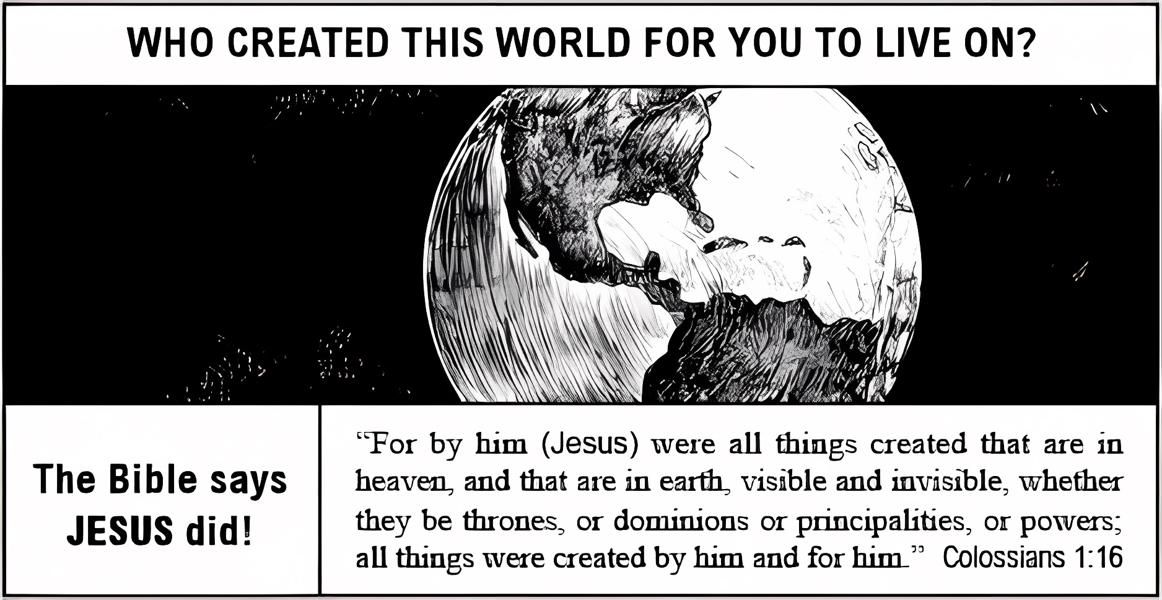 WHO CREATED THIS WORLD FOR YOU TO LIVE ON?
The Bible says
JESUS did!
“For by him (Jesus) were all things created that are in
heaven, and that are in earth, visible and invisible, whether
they be thrones, or dominions or principalities, or powers;
all things were created by him and for him.” Colossians 1:16